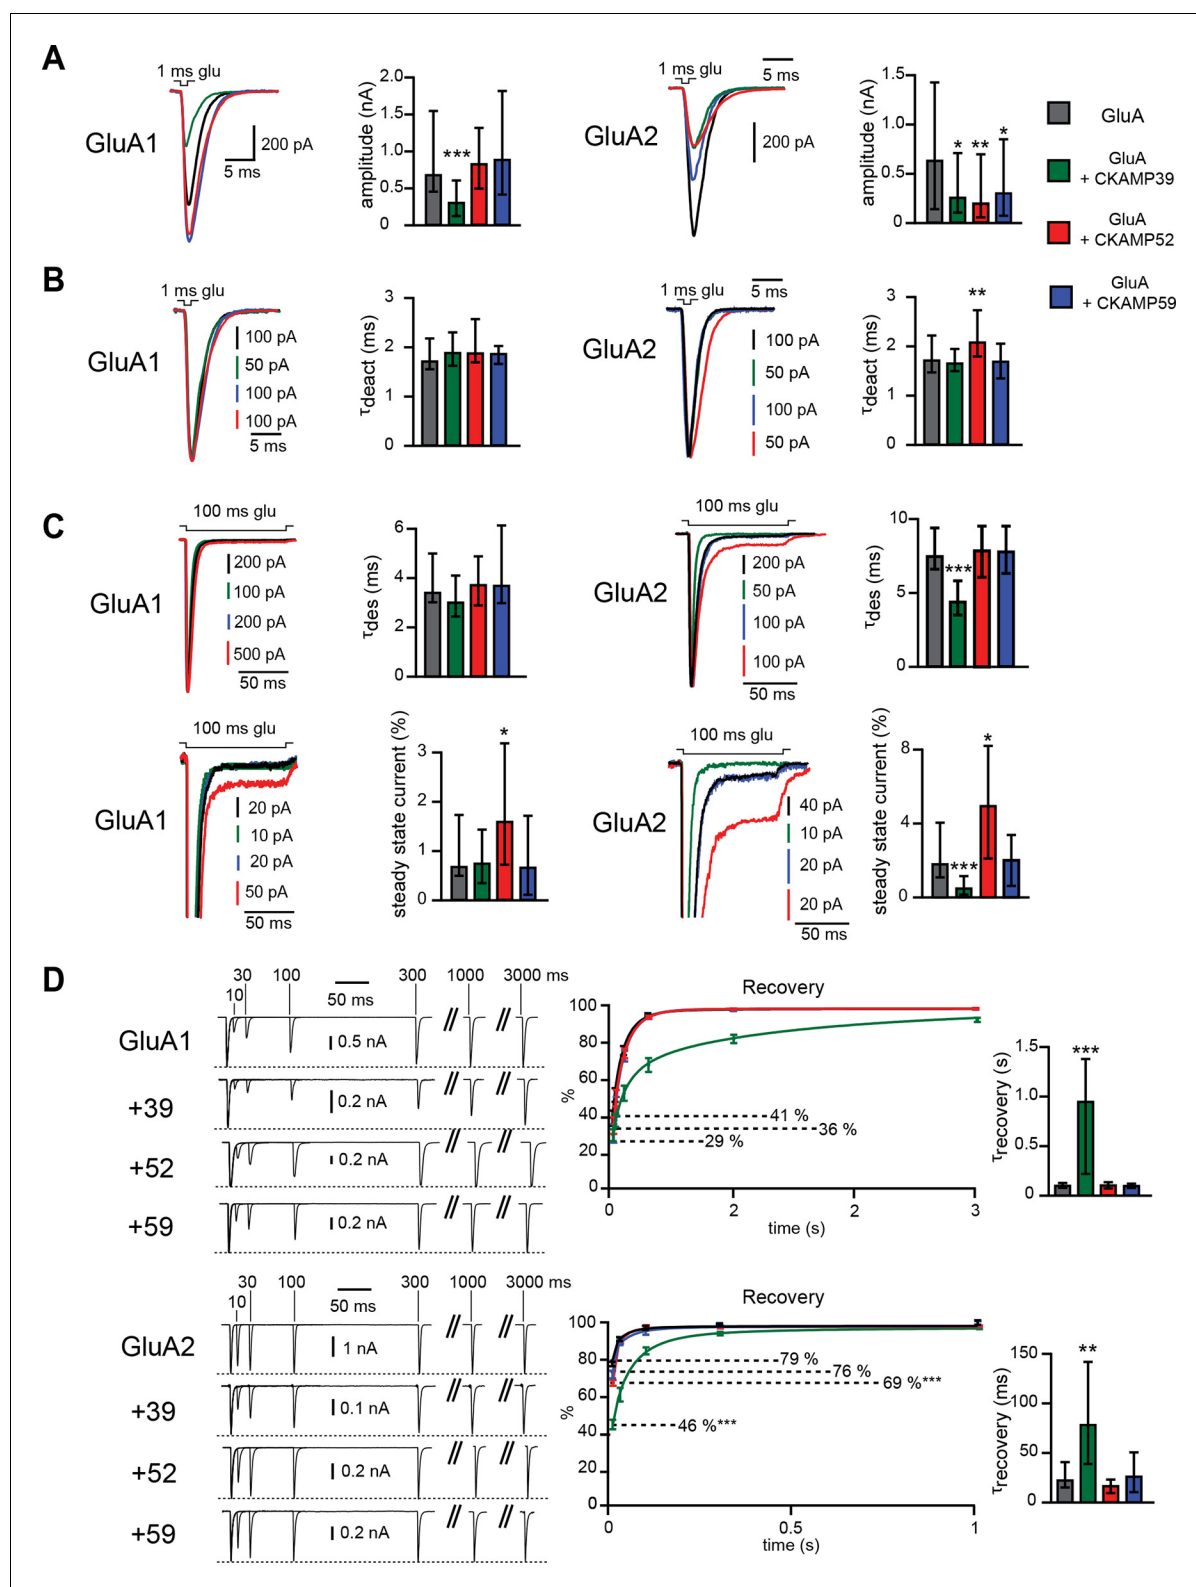 A
1 ms glu
GluA1
200 pA
5 ms
amplitude (nA)
2.0
1.5
1.0
0.5
0
***
1 ms glu
5 ms
GluA2
200 pA
amplitude (nA)
1.5
1.0
0.5
0
*
**
*
GluA
GluA
+ CKAMP39
GluA
+ CKAMP52
GluA
+ CKAMP59
B
1 ms glu
GluA1
100 pA
50 pA
100 pA
100 pA
5 ms
τdeact (ms)
3
2
1
0
1 ms glu
5 ms
GluA2
100 pA
50 pA
100 pA
50 pA
τdeact (ms)
3
2
1
0
**
C
100 ms glu
GluA1
200 pA
100 pA
200 pA
500 pA
50 ms
τdes (ms)
6
4
2
0
100 ms glu
GluA2
200 pA
50 pA
100 pA
100 pA
50 ms
τdes (ms)
10
5
0
***
100 ms glu
GluA1
20 pA
10 pA
20 pA
50 pA
50 ms
steady state current (%)
3
2
1
0
*
100 ms glu
GluA2
40 pA
10 pA
20 pA
20 pA
50 ms
steady state current (%)
8
4
0
***
*
D
10
30
100
50 ms
300
1000
3000 ms
GluA1
0.5 nA
+39
0.2 nA
+52
0.2 nA
+59
0.2 nA
Recovery
%
100
80
60
40
20
0
41 %
36 %
29 %
0
2
2
3
time (s)
τrecovery (s)
1.5
1.0
0.5
0
***
10
30
100
50 ms
300
1000
3000 ms
GluA2
1 nA
+39
0.1 nA
+52
0.2 nA
+59
0.2 nA
Recovery
%
100
80
60
40
20
0
79 %
76 %
69 %***
46 %***
0
0.5
1
time (s)
τrecovery (ms)
150
100
50
0
**